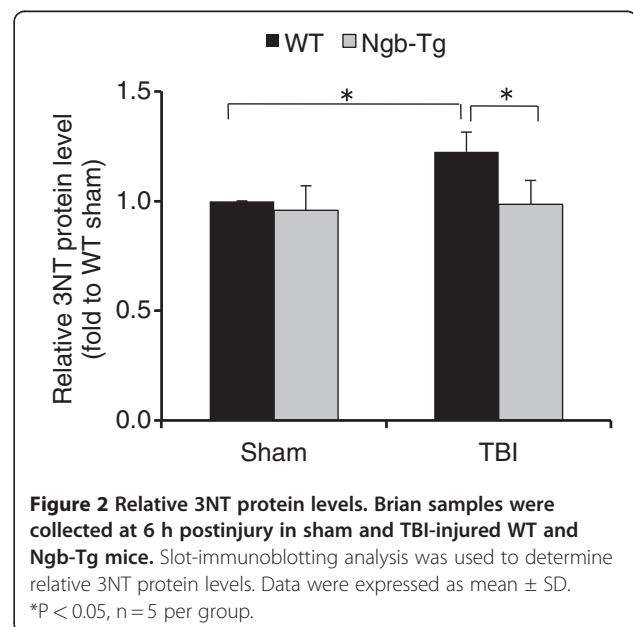 WT Ngb-Tg
* *
1.5
1.0
0.5
0.0
Relative 3NT protein level
(fold to WT sham)
Sham TBI
Figure 2 Relative 3NT protein levels. Brian samples were
collected at 6 h postinjury in sham and TBI-injured WT and
Ngb-Tg mice. Slot-immunoblotting analysis was used to determine
relative 3NT protein levels. Data were expressed as mean ± SD.
*P < 0.05, n = 5 per group.